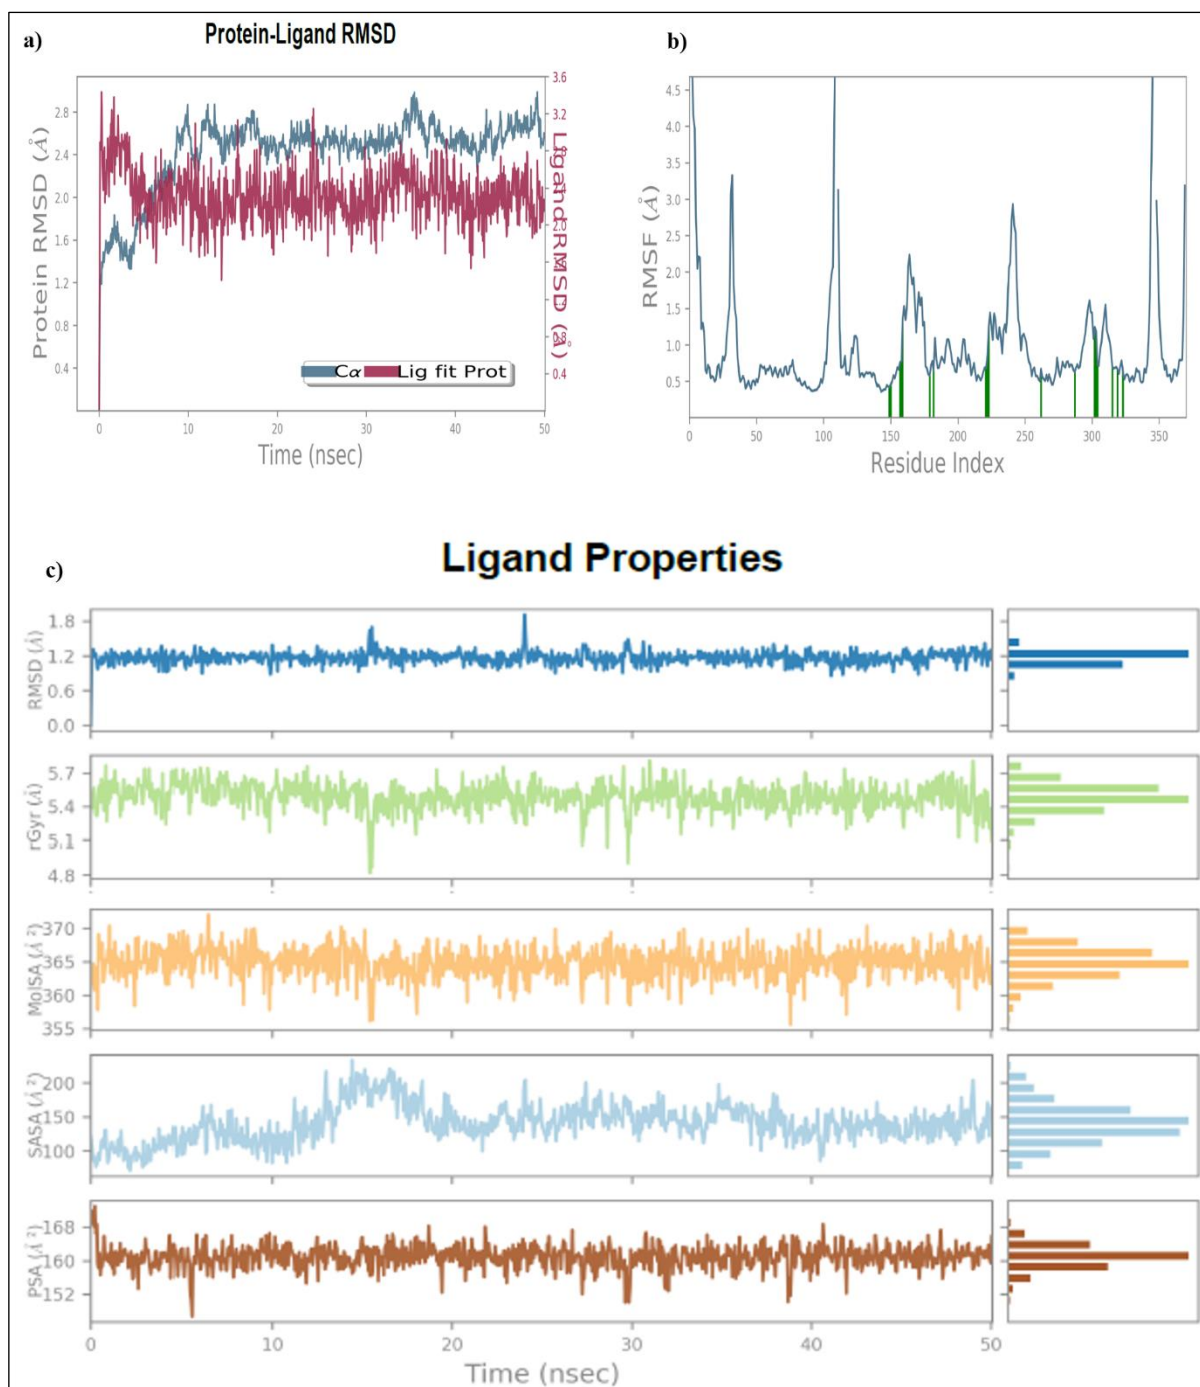 a)
Protein-Ligand RMSD
Protein RMSD (Å)
2.8
2.4
2.0
1.6
1.2
0.8
0.4
3.6
3.2
0.8
0.4
Ligand RMSD (Å)
Cα Lig fit Prot
0 10 20 30 40 50
Time (nsec)
b)
RMSF (Å)
4.5
4.0
3.5
3.0
2.5
2.0
1.5
1.0
0.5
0 50 100 150 200 250 300 350
Residue Index
c)
Ligand Properties
RMSD (Å)
1.8
1.2
0.6
0.0
rGyr (Å)
5.7
5.4
5.1
4.8
MolSA (Å²)
370
365
360
355
SASA (Å²)
200
150
100
PSA (Å²)
168
160
152
0 10 20 30 40 50
Time (nsec)